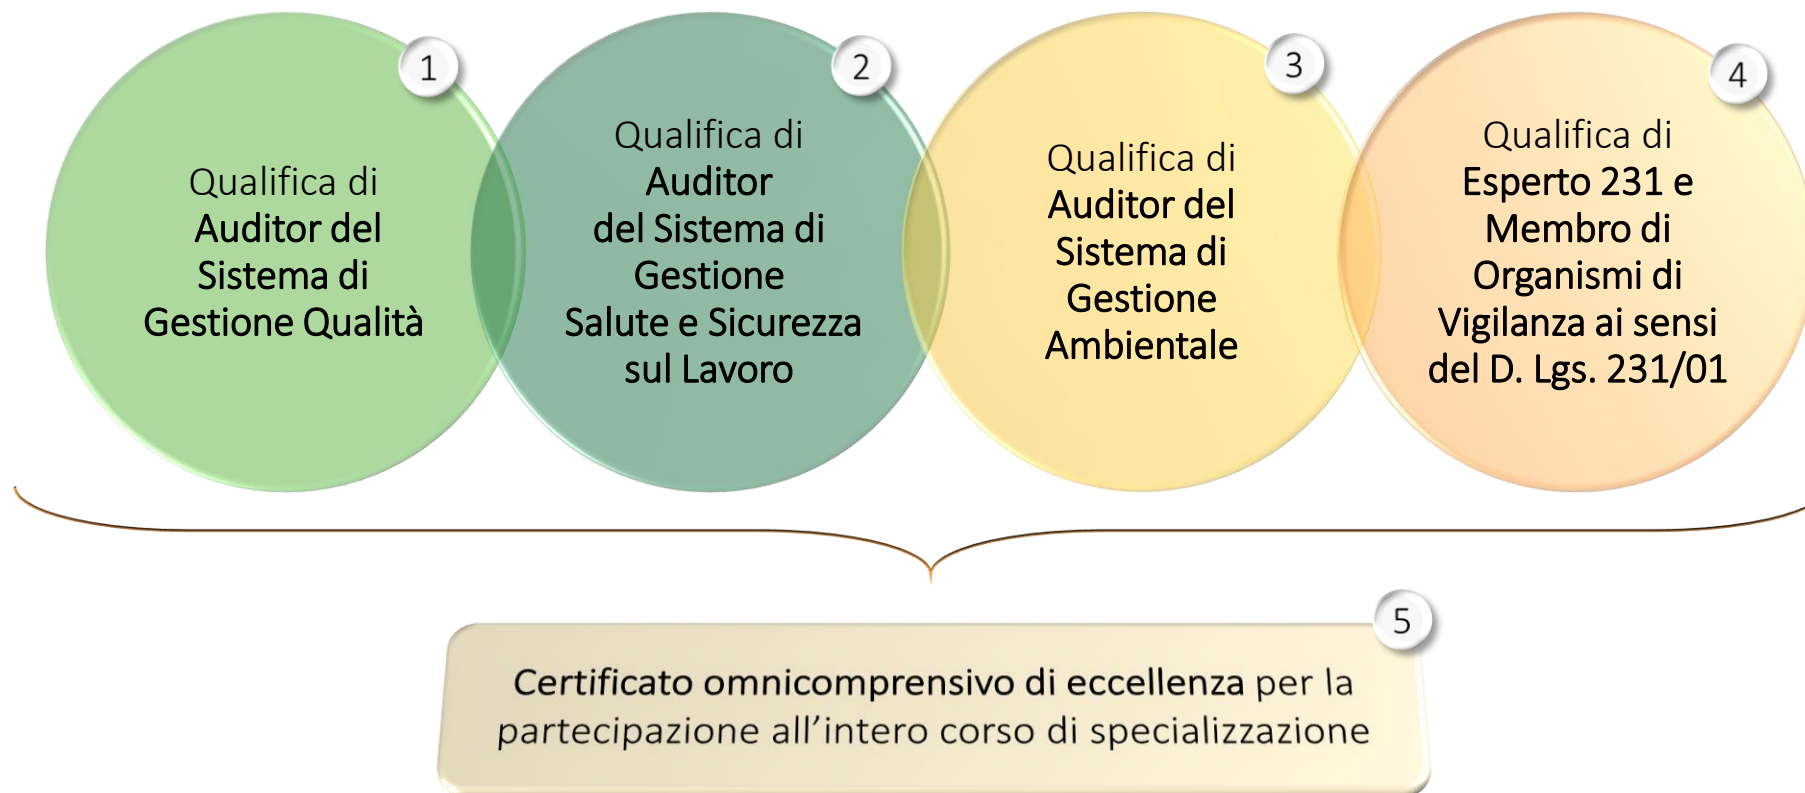 1
Qualifica di
Auditor del
Sistema di
Gestione Qualità
2
Qualifica di
Auditor
del Sistema di
Gestione
Salute e Sicurezza
sul Lavoro
3
Qualifica di
Auditor del
Sistema di
Gestione
Ambientale
4
Qualifica di
Esperto 231 e
Membro di
Organismi di
Vigilanza ai sensi
del D. Lgs. 231/01
5
Certificato omnicomprensivo di eccellenza per la
partecipazione all’intero corso di specializzazione